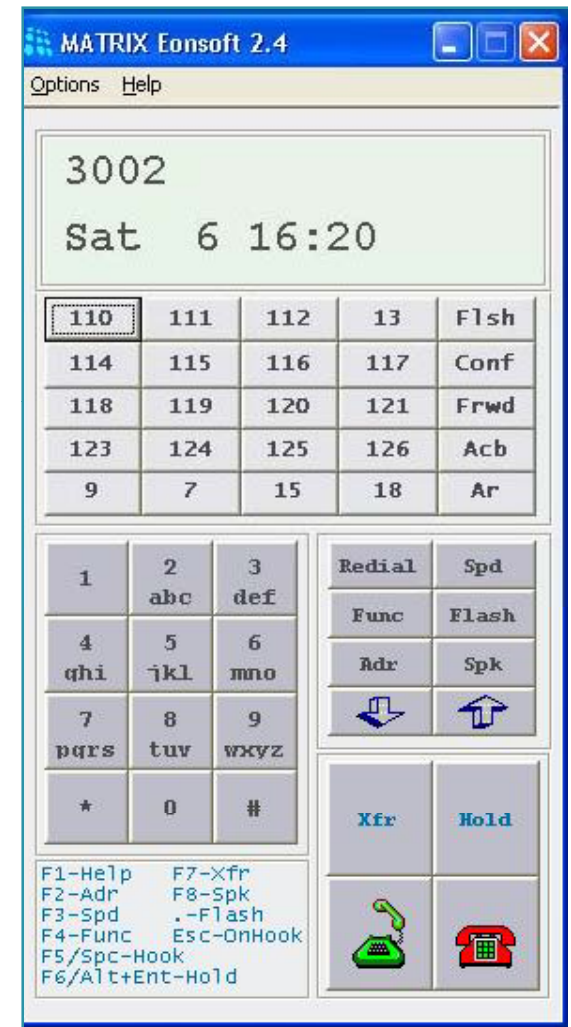 MATRIX Eonsoft 2.4
Options Help
3002
Sat 6 16:20
110 111 112 13 Flsh
114 115 116 117 Conf
118 119 120 121 Frwd
123 124 125 126 Acb
9 7 15 18 Ar
1 2 3
abc def
4 5 6
ghi jkl mno
7 8 9
pqrs tuv wxyz
* 0 #
Redial Spd
Func Flash
Adr Spk
Xfr Hold
F1-Help F7-Xfr
F2-Adr F8-Spk
F3-Spd .-Flash
F4-Func Esc-OnHook
F5/Spc-Hook
F6/Alt+Ent-Hold